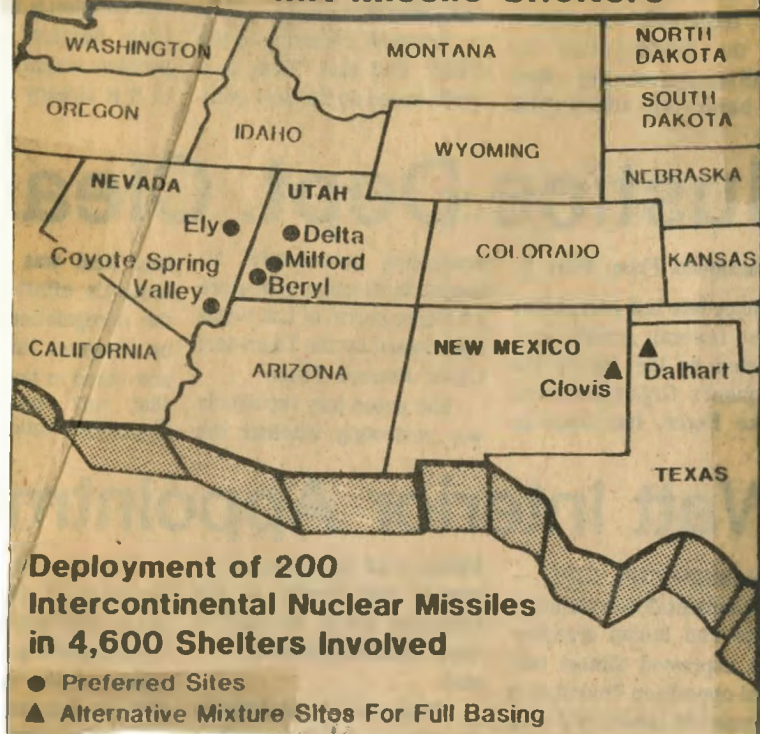 MX Missile Shelters
WASHINGTON
MONTANA
NORTH
DAKOTA
OREGON
IDAHO
SOUTH
DAKOTA
WYOMING
NEBRASKA
NEVADA
UTAH
Ely
Delta
Milford
Beryl
Coyote Spring
Valley
COLORADO
KANSAS
CALIFORNIA
ARIZONA
NEW MEXICO
Clovis
Dalhart
TEXAS
Deployment of 200
Intercontinental Nuclear Missiles
in 4,600 Shelters Involved
● Preferred Sites
▲ Alternative Mixture Sites For Full Basing